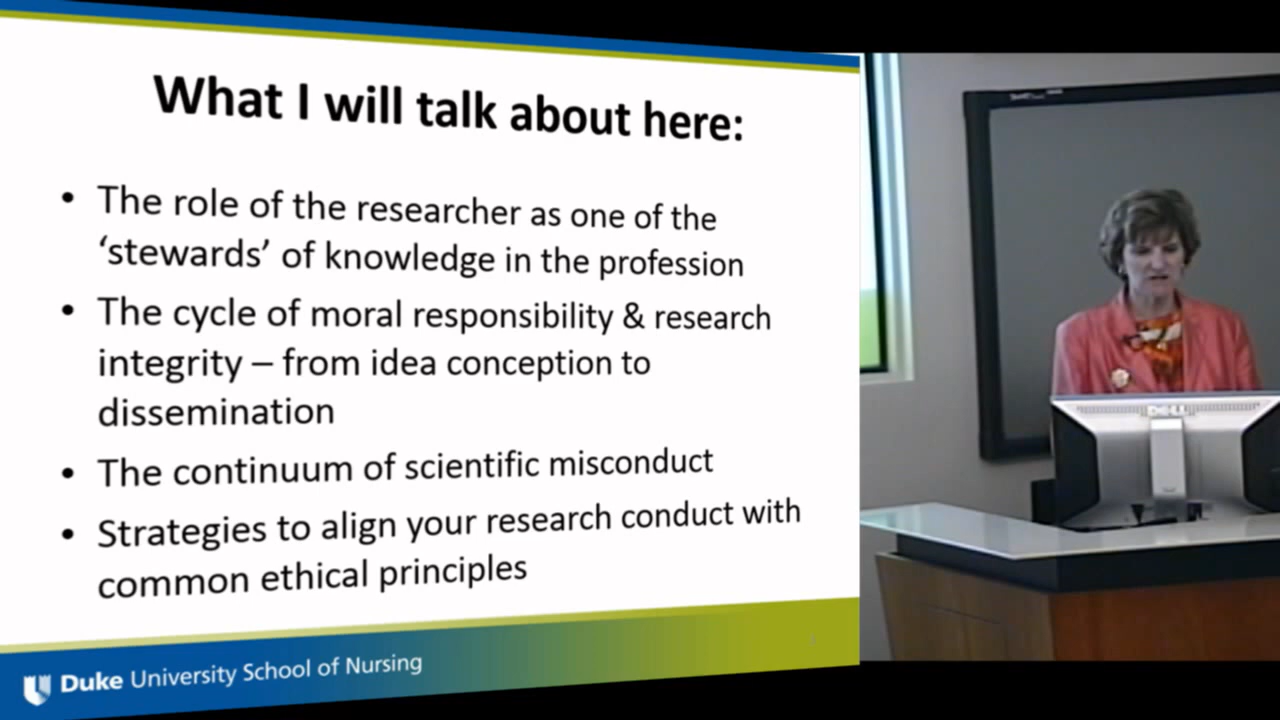 What I will talk about here:
• The role of the researcher as one of the
‘stewards’ of knowledge in the profession
• The cycle of moral responsibility & research
integrity – from idea conception to
dissemination
• The continuum of scientific misconduct
• Strategies to align your research conduct with
common ethical principles
Duke University School of Nursing
DELL